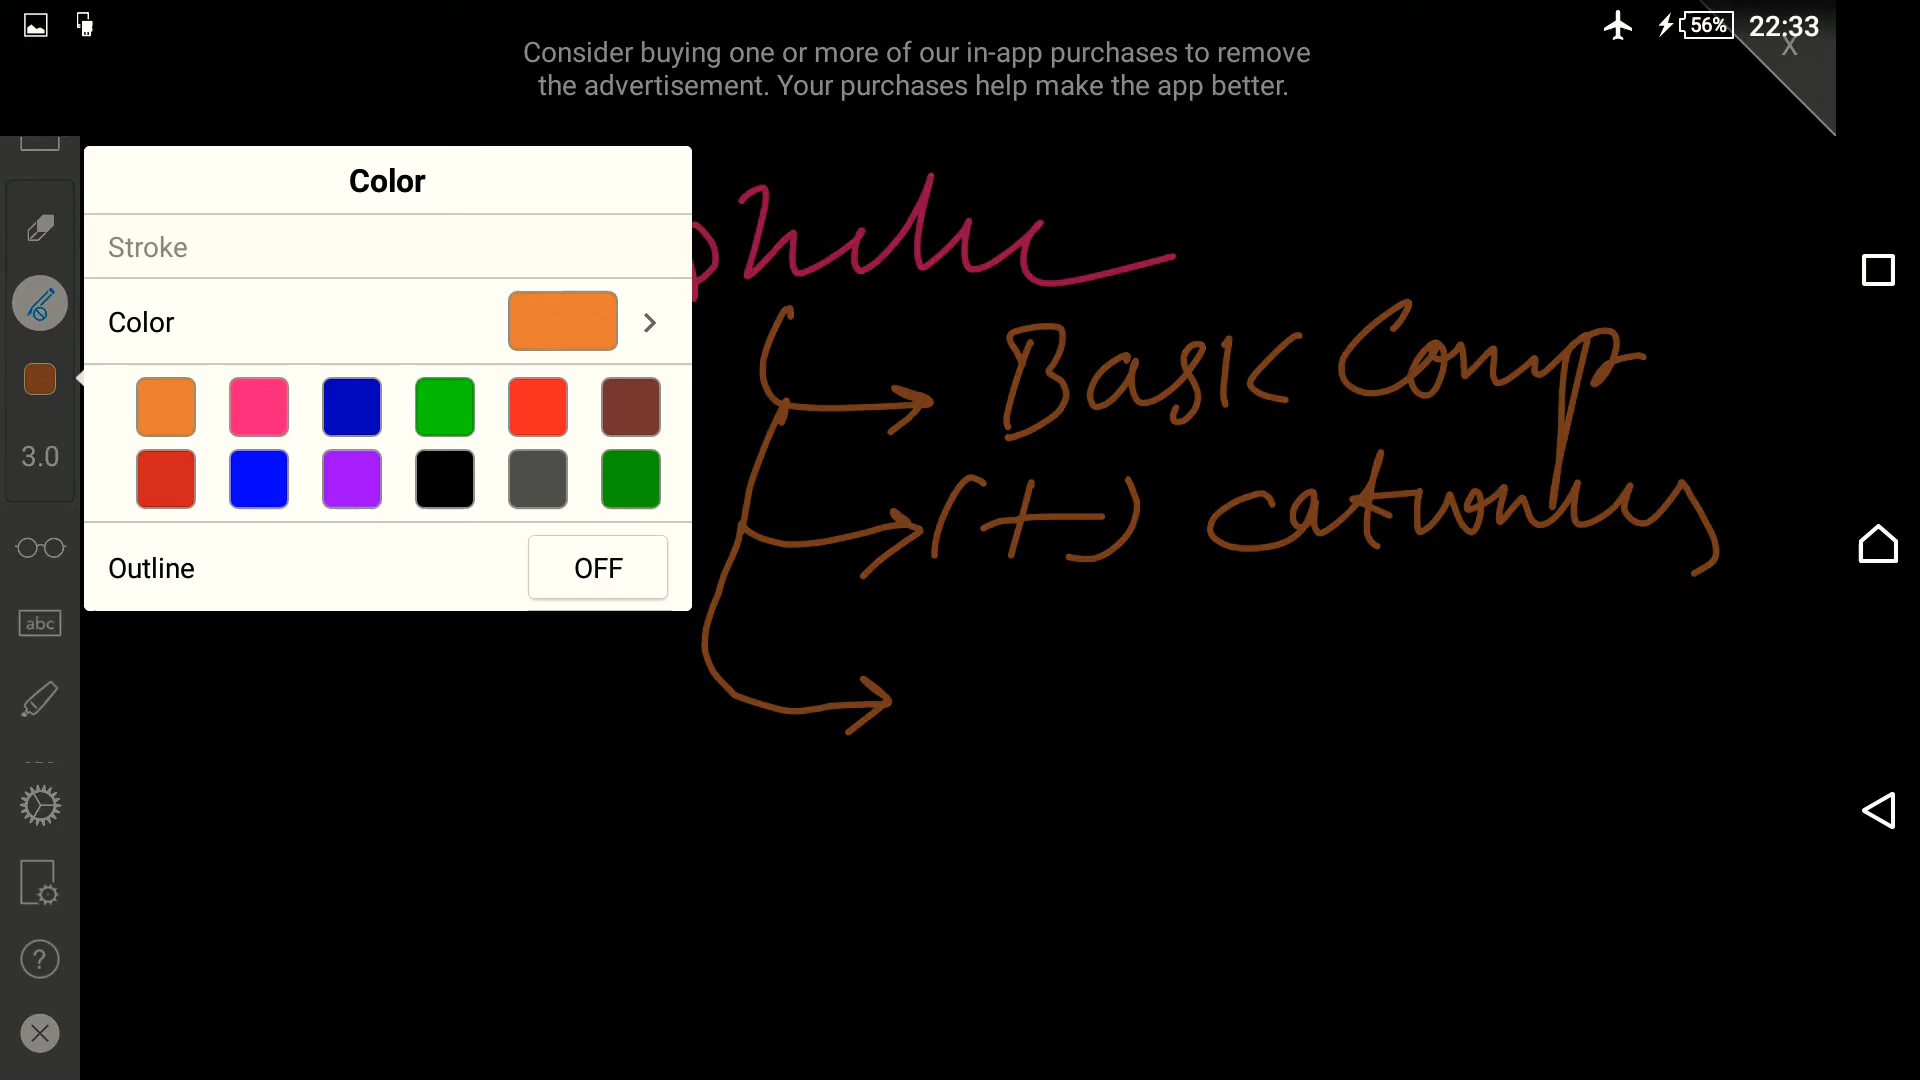 56% 22:33
Consider buying one or more of our in-app purchases to remove
X
the advertisement. Your purchases help make the app better.
Color
Stroke
Color
Basic Comp
3.0
(+)
Outline
OFF
abc
?